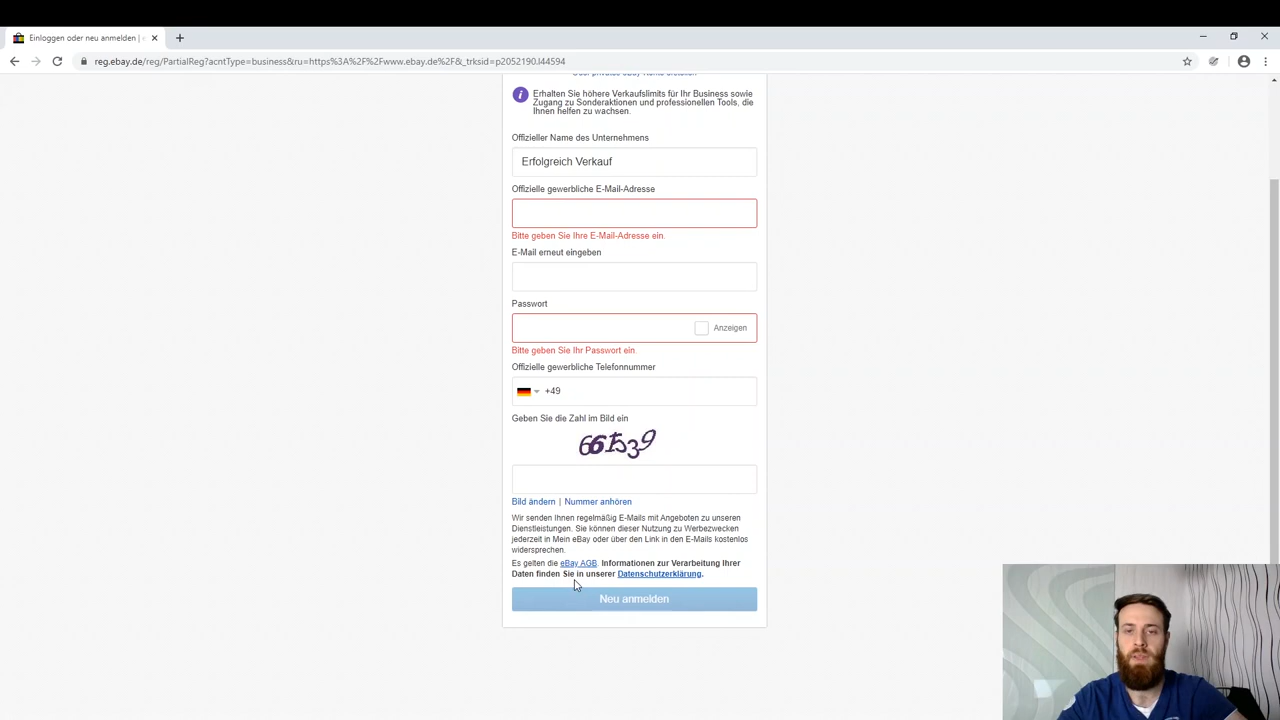 Einloggen oder neu anmelden | e
reg.ebay.de/reg/PartialReg?acntType=business&ru=https%3A%2F%2Fwww.ebay.de%2F&_trksid=p2052190.l44594
Erhalten Sie höhere Verkaufslimits für Ihr Business sowie
Zugang zu Sonderaktionen und professionellen Tools, die
Ihnen helfen zu wachsen.
Offizieller Name des Unternehmens
Erfolgreich Verkauf
Offizielle gewerbliche E-Mail-Adresse
Bitte geben Sie Ihre E-Mail-Adresse ein.
E-Mail erneut eingeben
Passwort
Anzeigen
Bitte geben Sie Ihr Passwort ein.
Offizielle gewerbliche Telefonnummer
+49
Geben Sie die Zahl im Bild ein
661539
Bild ändern | Nummer anhören
Wir senden Ihnen regelmäßig E-Mails mit Angeboten zu unseren
Dienstleistungen. Sie können dieser Nutzung zu Werbezwecken
jederzeit in Mein eBay oder über den Link in den E-Mails kostenlos
widersprechen.
Es gelten die eBay AGB. Informationen zur Verarbeitung Ihrer
Daten finden Sie in unserer Datenschutzerklärung.
Neu anmelden